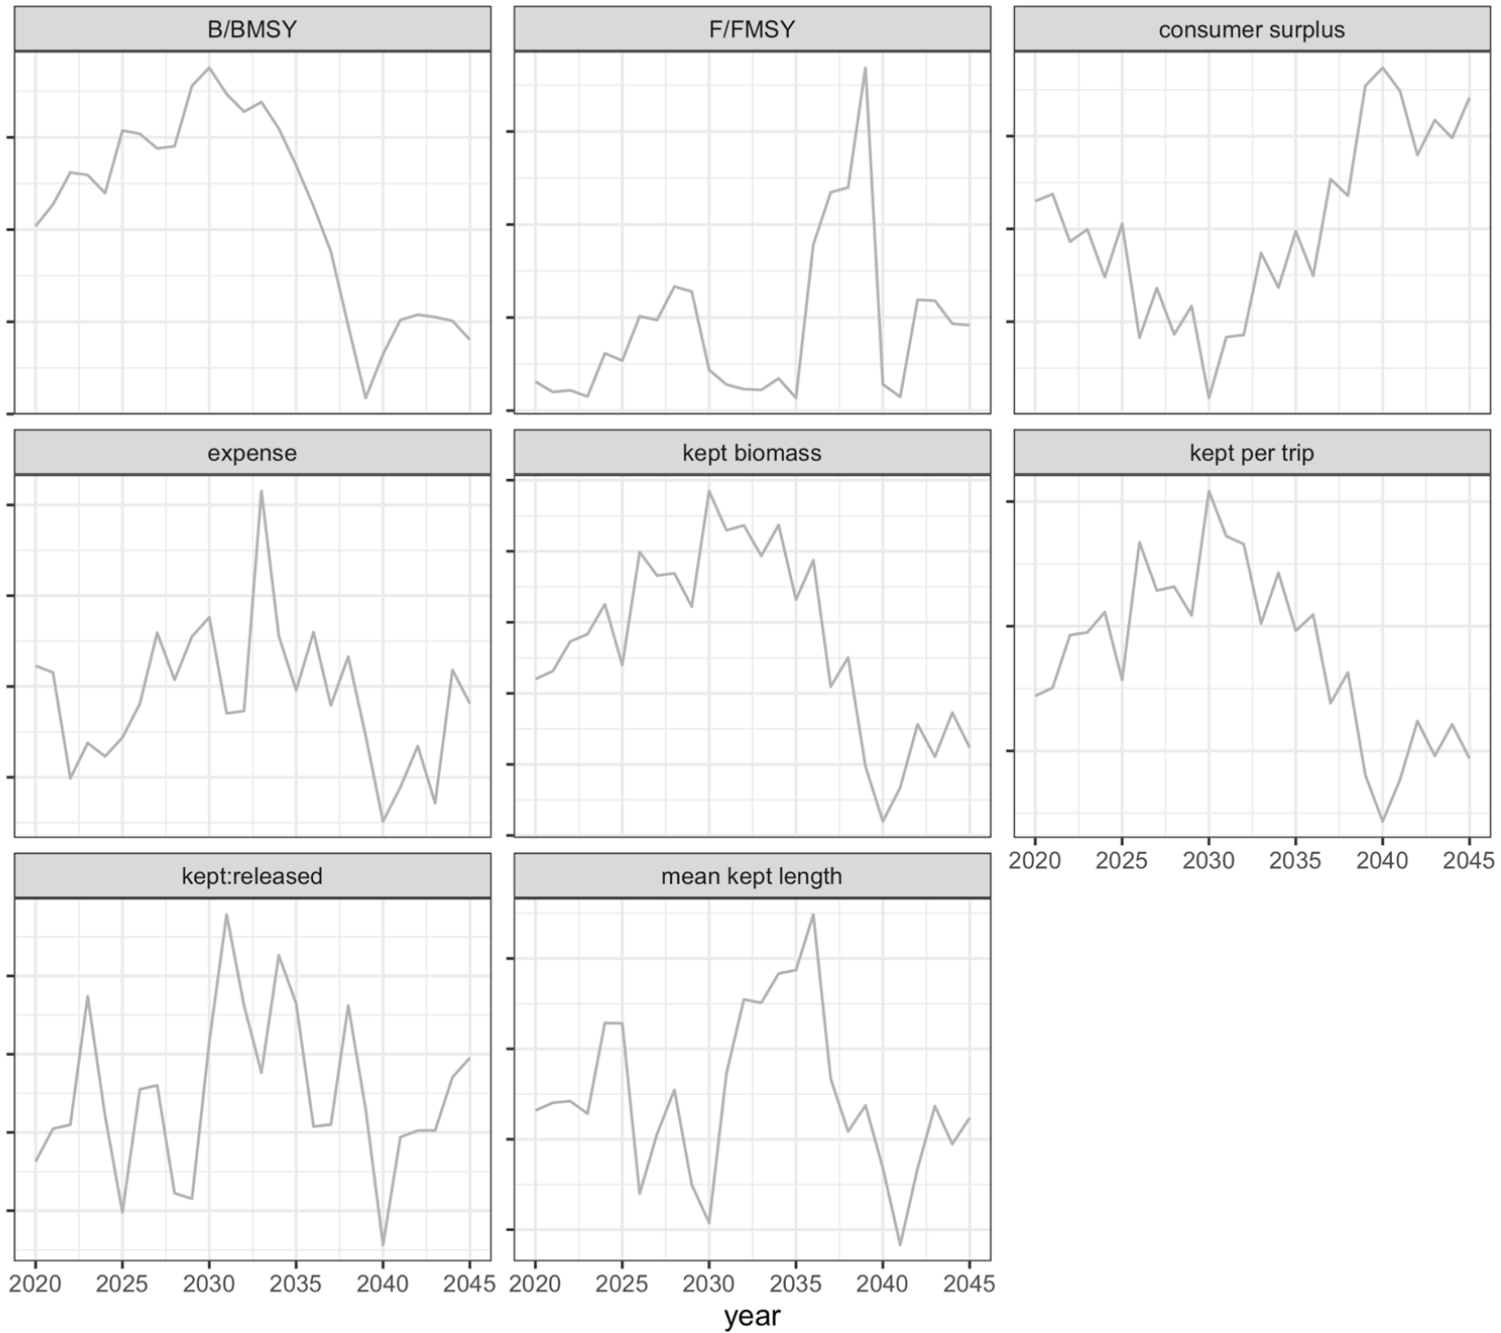 B/BMSY
F/FMSY
consumer surplus
expense
kept biomass
kept per trip
2020 2025 2030 2035 2040 2045
kept:released
mean kept length
2020 2025 2030 2035 2040 2045
2020 2025 2030 2035 2040 2045
year